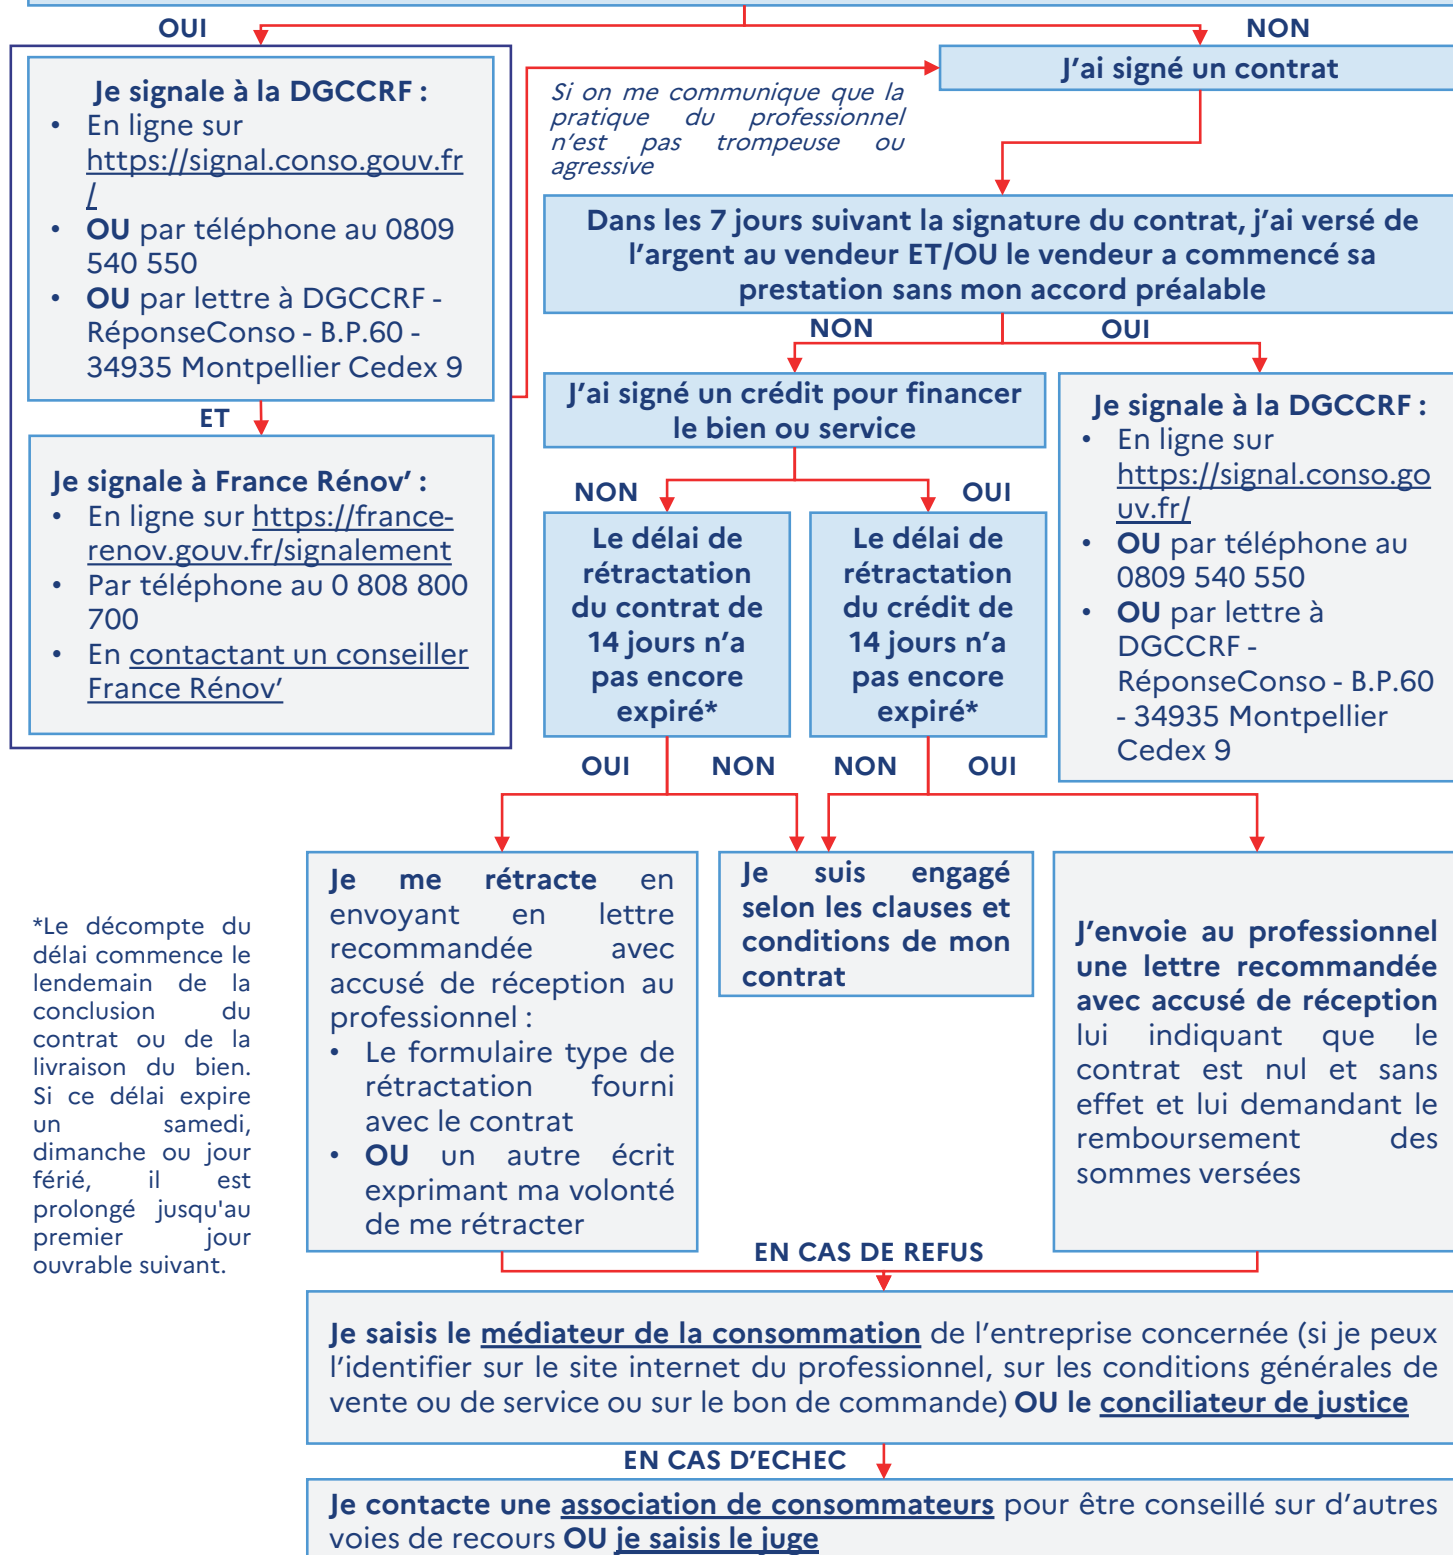 OUI
NON
Je signale à la DGCCRF :
• En ligne sur
https://signal.conso.gouv.fr
/
• OU par téléphone au 0809
540 550
• OU par lettre à DGCCRF -
RéponseConso - B.P.60 -
34935 Montpellier Cedex 9
ET
Je signale à France Rénov’ :
• En ligne sur https://france-
renov.gouv.fr/signalement
• Par téléphone au 0 808 800
700
• En contactant un conseiller
France Rénov’
Si on me communique que la
pratique du professionnel
n’est pas trompeuse ou
agressive
J’ai signé un contrat
Dans les 7 jours suivant la signature du contrat, j’ai versé de
l’argent au vendeur ET/OU le vendeur a commencé sa
prestation sans mon accord préalable
NON
OUI
J’ai signé un crédit pour financer
le bien ou service
Je signale à la DGCCRF :
• En ligne sur
https://signal.conso.go
uv.fr/
• OU par téléphone au
0809 540 550
• OU par lettre à
DGCCRF -
RéponseConso - B.P.60
- 34935 Montpellier
Cedex 9
NON
OUI
Le délai de
rétractation
du contrat de
14 jours n’a
pas encore
expiré*
Le délai de
rétractation
du crédit de
14 jours n’a
pas encore
expiré*
OUI
NON
NON
OUI
Je me rétracte en
envoyant en lettre
recommandée avec
accusé de réception au
professionnel :
• Le formulaire type de
rétractation fourni
avec le contrat
• OU un autre écrit
exprimant ma volonté
de me rétracter
Je suis engagé
selon les clauses et
conditions de mon
contrat
J’envoie au professionnel
une lettre recommandée
avec accusé de réception
lui indiquant que le
contrat est nul et sans
effet et lui demandant le
remboursement des
sommes versées
*Le décompte du
délai commence le
lendemain de la
conclusion du
contrat ou de la
livraison du bien.
Si ce délai expire
un samedi,
dimanche ou jour
férié, il est
prolongé jusqu'au
premier jour
ouvrable suivant.
EN CAS DE REFUS
Je saisis le médiateur de la consommation de l’entreprise concernée (si je peux
l’identifier sur le site internet du professionnel, sur les conditions générales de
vente ou de service ou sur le bon de commande) OU le conciliateur de justice
EN CAS D’ECHEC
Je contacte une association de consommateurs pour être conseillé sur d’autres
voies de recours OU je saisis le juge